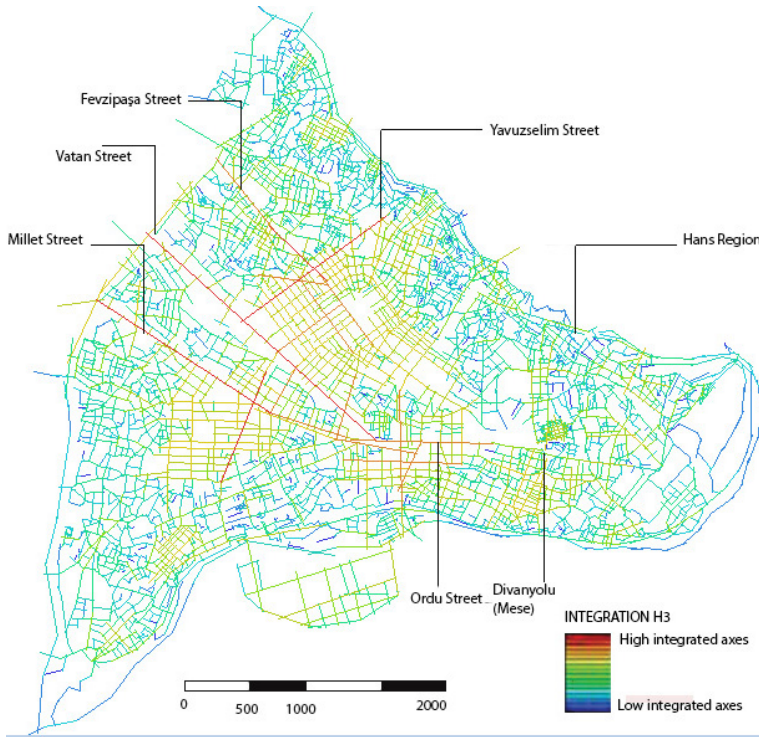 Fevzipaşa Street
Yavuzselim Street
Vatan Street
Millet Street
Hans Region
Ordu Street
Divanyolu
(Mese)
INTEGRATION H3
High integrated axes
Low integrated axes
0
500
1000
2000